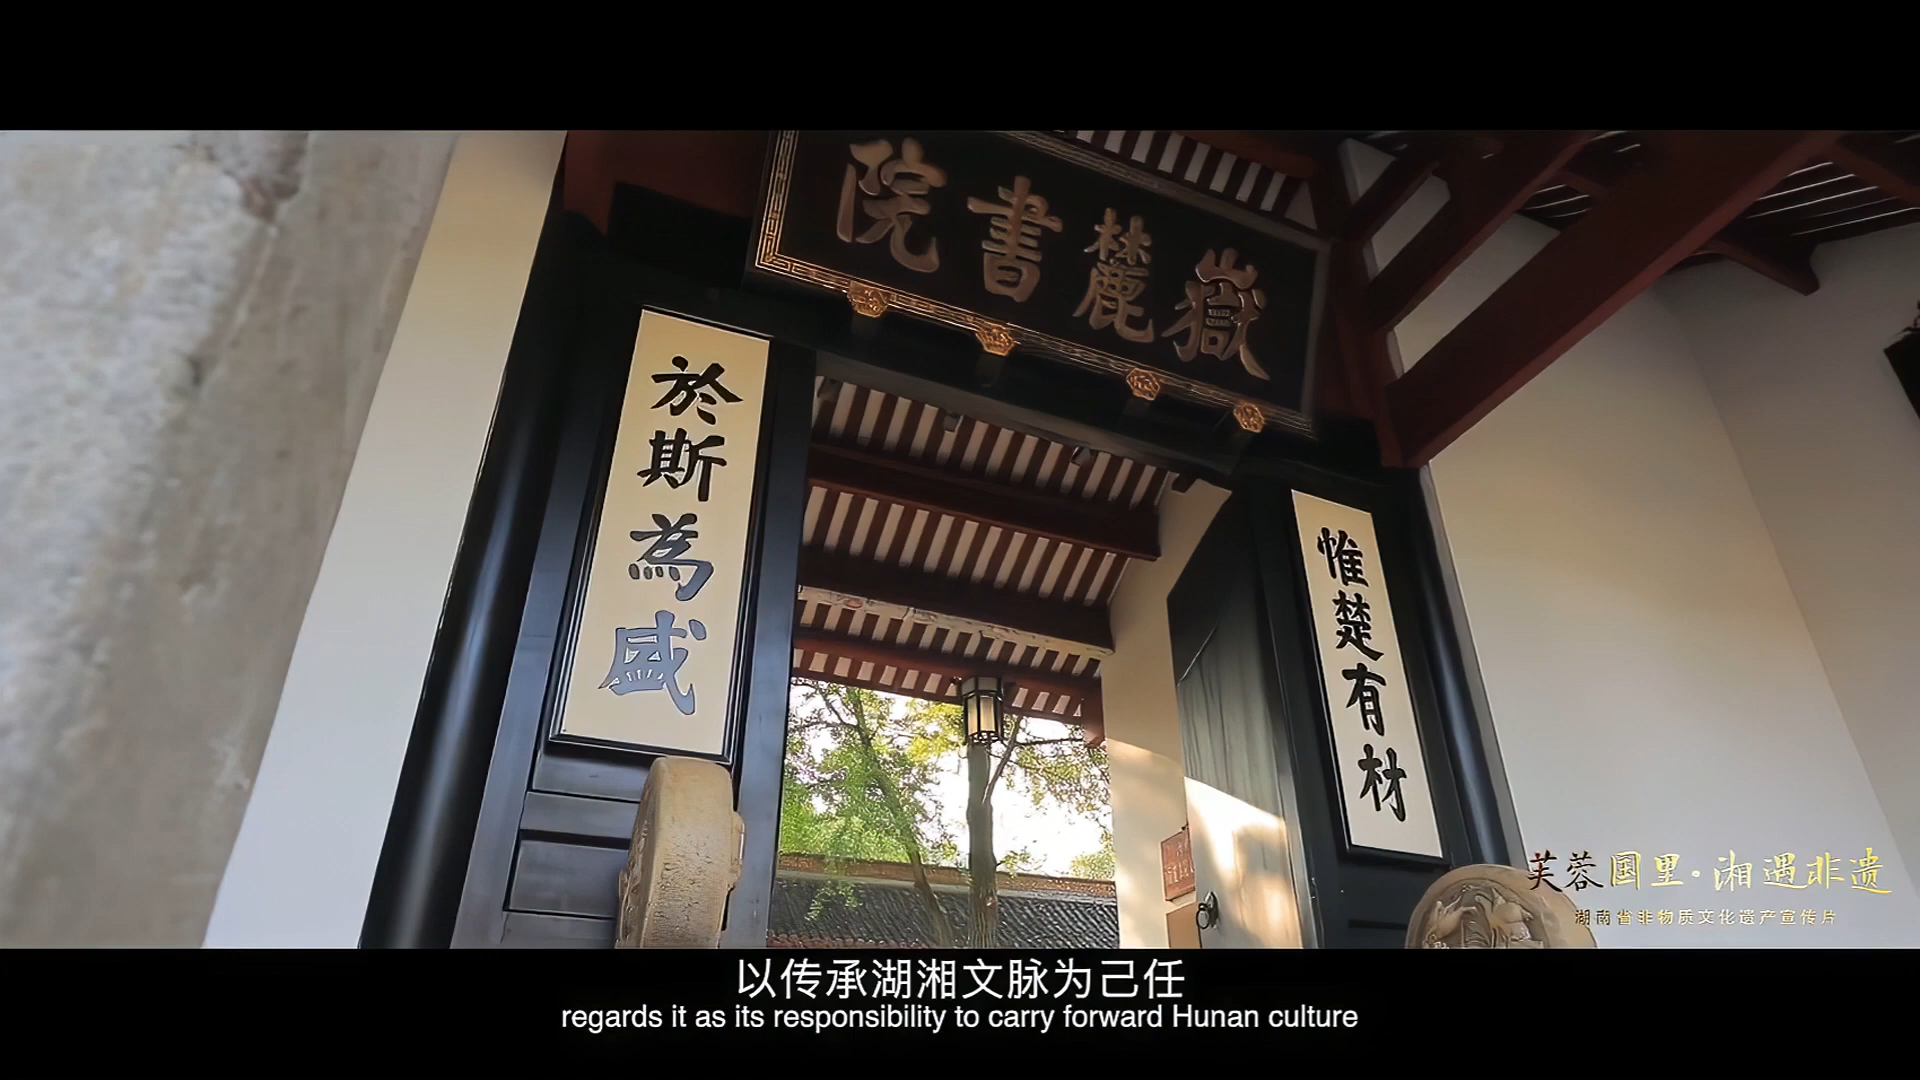 院書麓嶽
於斯為盛
惟楚有材
芙蓉国里·湘遇非遗
湖南省非物质文化遗产宣传片
以传承湖湘文脉为己任
regards it as its responsibility to carry forward Hunan culture